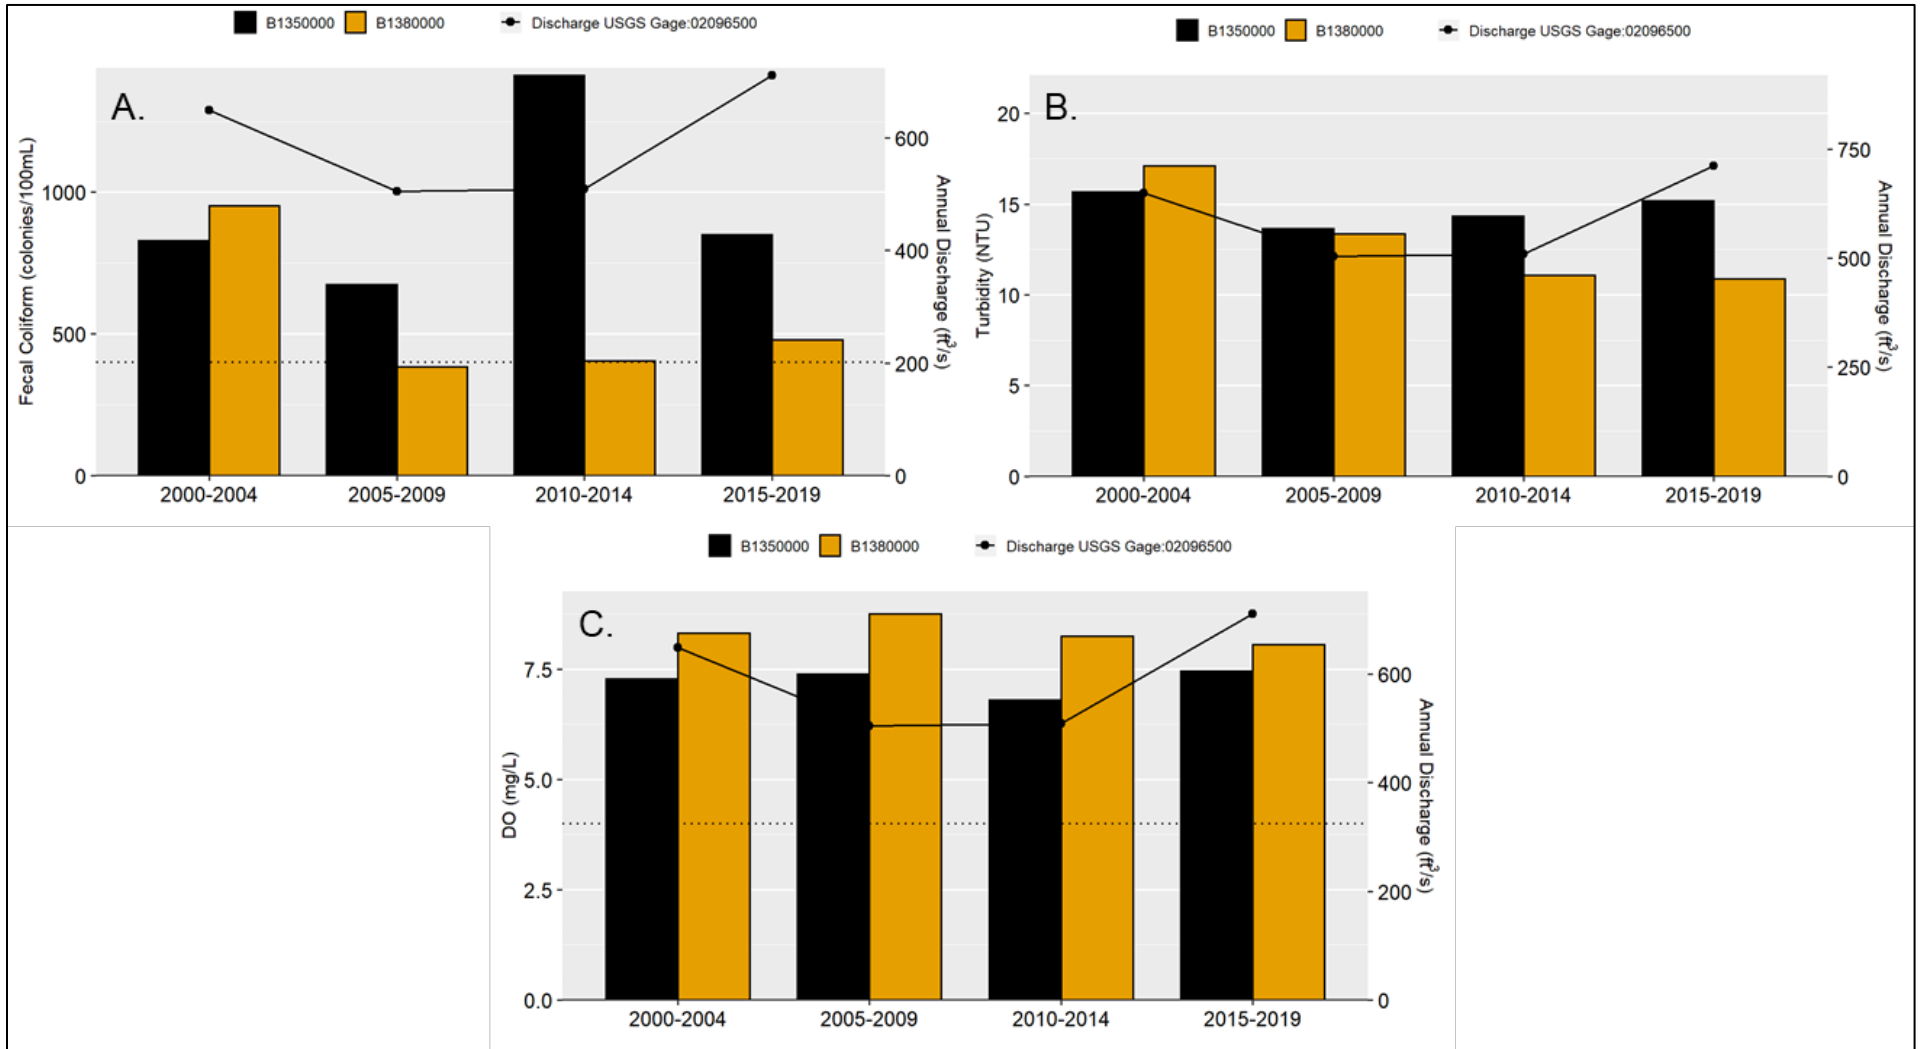 B1350000 B1380000 Discharge USGS Gage:02096500
A.
Fecal Coliform (colonies/100mL)
1000
500
0
600
400
200
0
Annual Discharge (ft³/s)
2000-2004 2005-2009 2010-2014 2015-2019
B1350000 B1380000 Discharge USGS Gage:02096500
B.
Turbidity (NTU)
20
15
10
5
0
750
500
250
0
Annual Discharge (ft³/s)
2000-2004 2005-2009 2010-2014 2015-2019
B1350000 B1380000 Discharge USGS Gage:02096500
C.
DO (mg/L)
7.5
5.0
2.5
0.0
600
400
200
0
Annual Discharge (ft³/s)
2000-2004 2005-2009 2010-2014 2015-2019